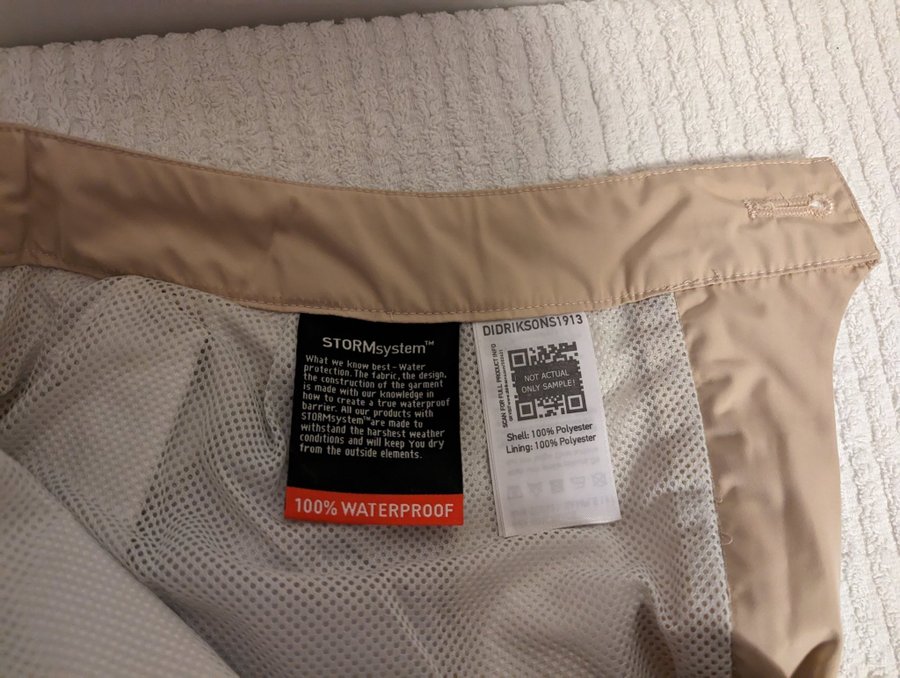 STORMsystem™
What we know best - Water
protection. The fabric, the design,
the construction of the garment
is made with our knowledge in
how to create a true waterproof
barrier. All our products with
STORMsystem™are made to
withstand the harshest weather
conditions and will keep You dry
from the outside elements.
100% WATERPROOF
DIDRIKSONS1913
SCAN FOR FULL PRODUCT INFO
NOT ACTUAL
ONLY SAMPLE!
Shell: 100% Polyester
Lining: 100% Polyester